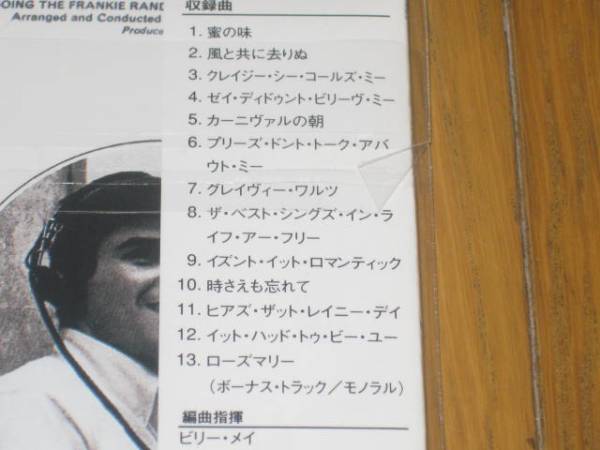 OING THE FRANKIE RAND
Arranged and Conducted
Produce
収録曲
1. 蜜の味
2. 風と共に去りぬ
3. クレイジー・シー・コールズ・ミー
4. ゼイ・ディドゥント・ビリーヴ・ミー
5. カーニヴァルの朝
6. プリーズ・ドント・トーク・アバ
ウト・ミー
7. グレイヴィー・ワルツ
8. ザ・ベスト・シングズ・イン・ラ
イフ・アー・フリー
9. イズント・イット・ロマンティック
10. 時さえも忘れて
11. ヒアズ・ザット・レイニー・デイ
12. イット・ハッド・トゥ・ビー・ユー
13. ローズマリー
(ボーナス・トラック／モノラル)
編曲指揮
ビリー・メイ